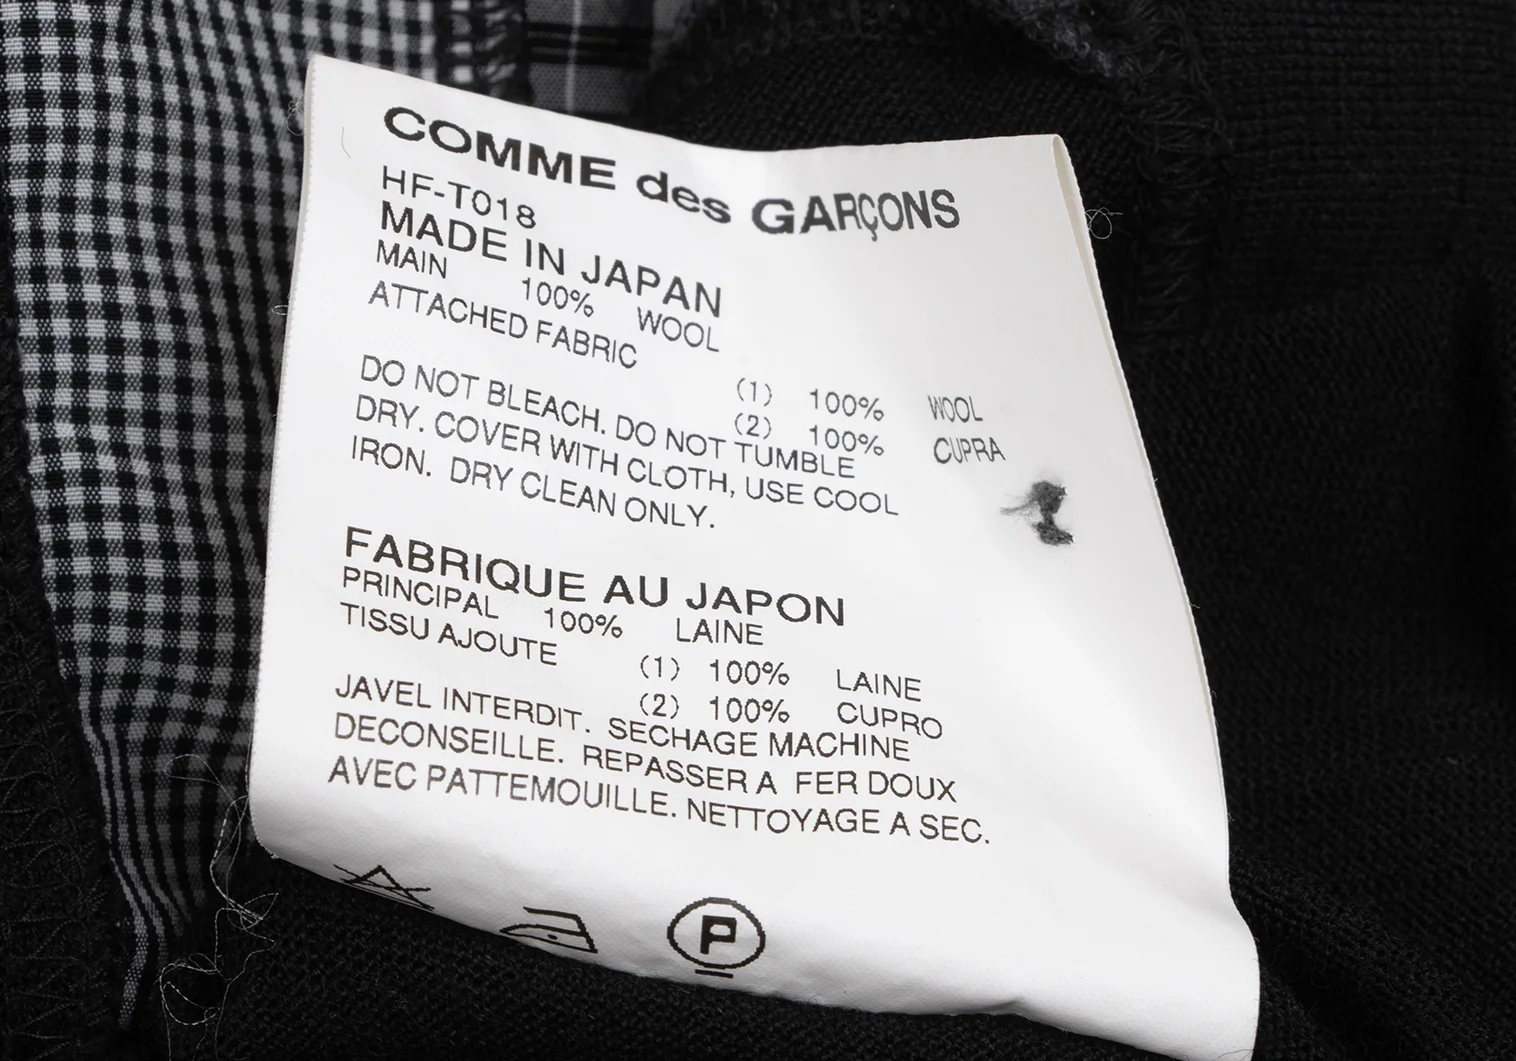 COMME des GARÇONS
HF-T018
MADE IN JAPAN
MAIN 100% WOOL
ATTACHED FABRIC
(1) 100% WOOL
(2) 100% CUPRA
DO NOT BLEACH. DO NOT TUMBLE
DRY. COVER WITH CLOTH, USE COOL
IRON. DRY CLEAN ONLY.
FABRIQUE AU JAPON
PRINCIPAL 100% LAINE
TISSU AJOUTE
(1) 100% LAINE
(2) 100% CUPRO
JAVEL INTERDIT. SECHAGE MACHINE
DECONSEILLE. REPASSER A FER DOUX
AVEC PATTEMOUILLE. NETTOYAGE A SEC.
P